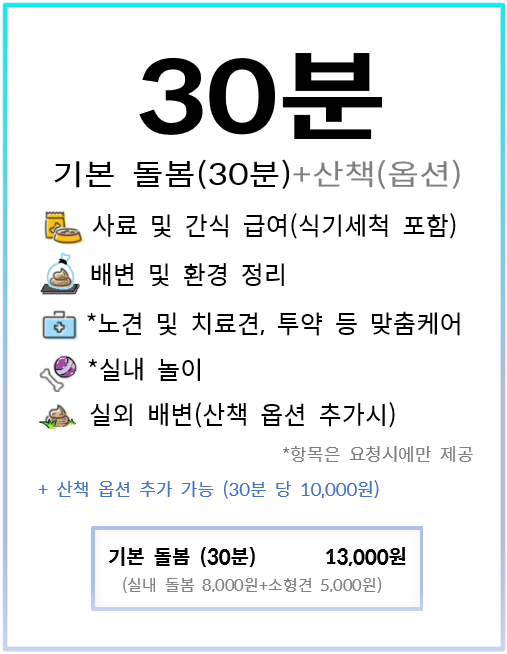 30분
기본 돌봄(30분)+산책(옵션)
사료 및 간식 급여(식기세척 포함)
배변 및 환경 정리
*노견 및 치료견, 투약 등 맞춤케어
*실내 놀이
실외 배변(산책 옵션 추가시)
*항목은 요청시에만 제공
+ 산책 옵션 추가 가능 (30분 당 10,000원)
기본 돌봄 (30분) 13,000원
(실내 돌봄 8,000원+소형견 5,000원)